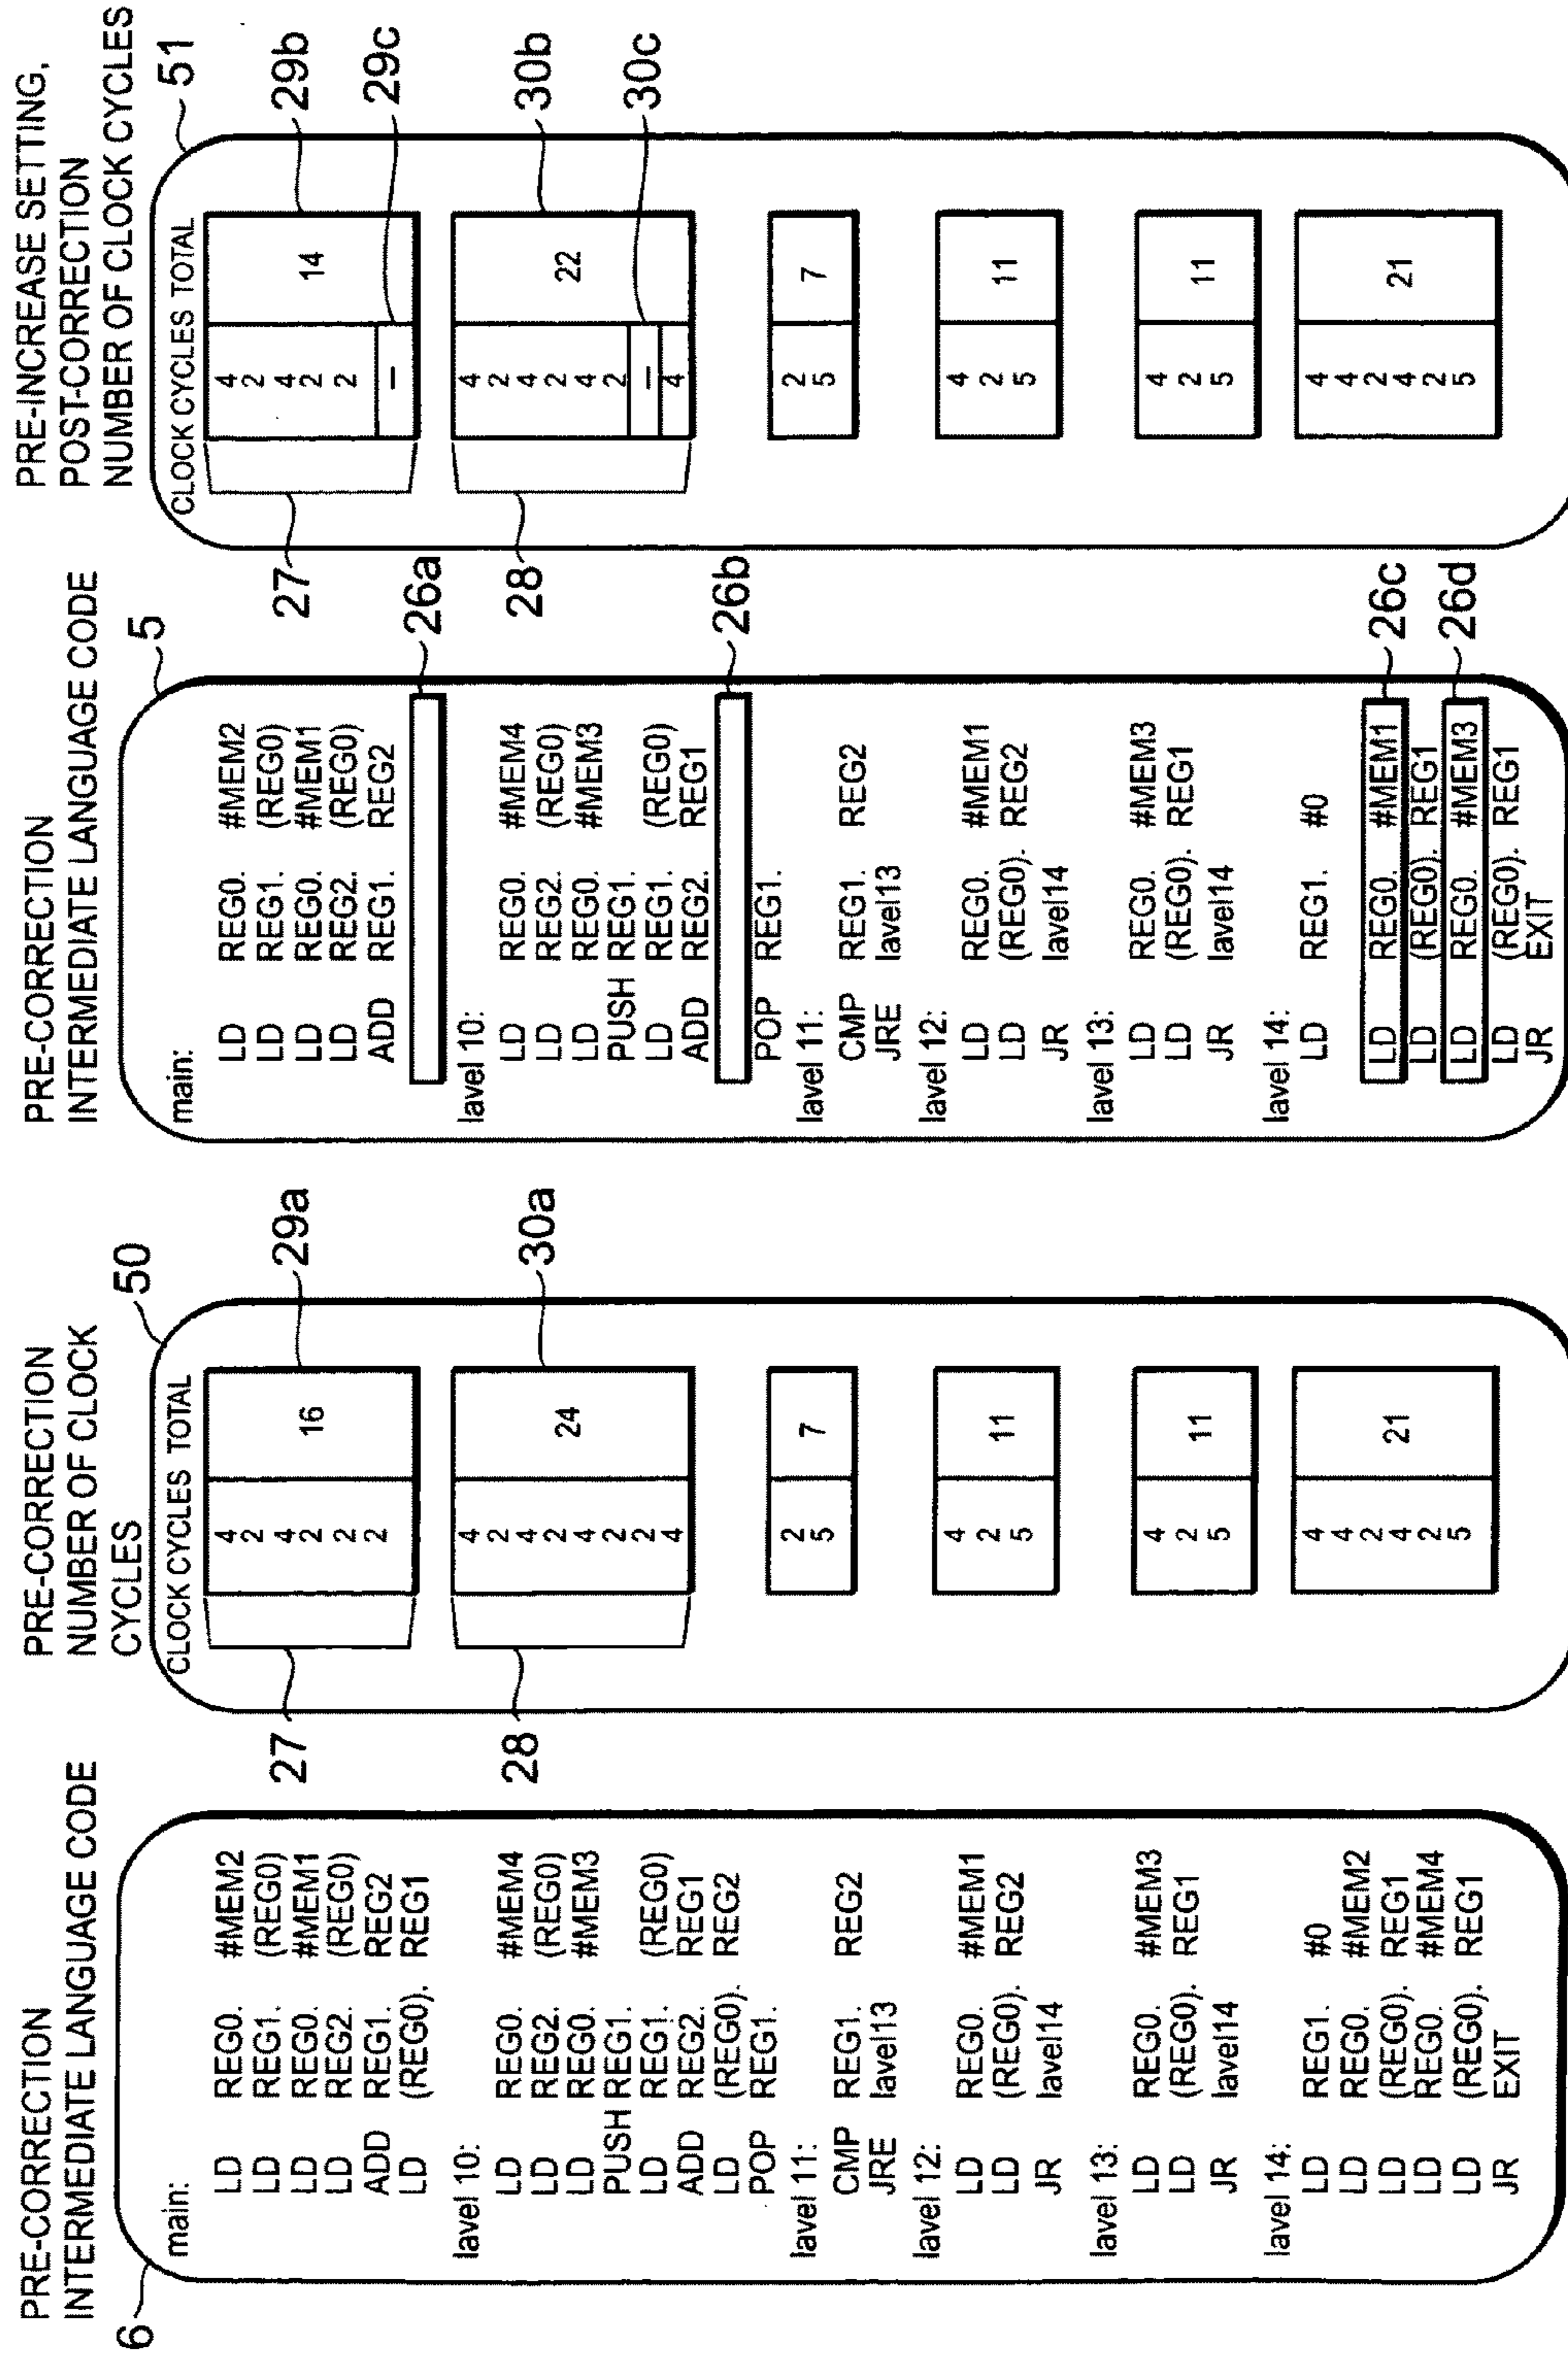 PRE-CORRECTION
INTERMEDIATE LANGUAGE CODE
6
main:
LD REG0. #MEM2
LD REG1. (REG0)
LD REG0. #MEM1
LD REG2. (REG0)
ADD REG1. REG2
LD (REG0). REG1
lavel 10:
LD REG0. #MEM4
LD REG2. (REG0)
LD REG0. #MEM3
PUSH REG1.
LD REG1. (REG0)
ADD REG2. REG1
LD (REG0). REG2
POP REG1.
lavel 11:
CMP REG1. REG2
JRE lavel13
lavel 12:
LD REG0. #MEM1
LD (REG0). REG2
JR lavel14
lavel 13:
LD REG0. #MEM3
LD (REG0). REG1
JR lavel14
lavel 14:
LD REG1. #0
LD REG0. #MEM2
LD (REG0). REG1
LD REG0. #MEM4
LD (REG0). REG1
JR EXIT
PRE-CORRECTION
NUMBER OF CLOCK
CYCLES
50
CLOCK CYCLES TOTAL
27
4
2
4
2
2
2
16
29a
28
4
2
4
2
4
2
2
4
24
30a
2
5
7
4
2
5
11
4
2
5
11
4
4
2
4
2
5
21
PRE-CORRECTION
INTERMEDIATE LANGUAGE CODE
5
main:
LD REG0. #MEM2
LD REG1. (REG0)
LD REG0. #MEM1
LD REG2. (REG0)
ADD REG1. REG2
26a
lavel 10:
LD REG0. #MEM4
LD REG2. (REG0)
LD REG0. #MEM3
PUSH REG1.
LD REG1. (REG0)
ADD REG2. REG1
26b
POP REG1.
lavel 11:
CMP REG1. REG2
JRE lavel13
lavel 12:
LD REG0. #MEM1
LD (REG0). REG2
JR lavel14
lavel 13:
LD REG0. #MEM3
LD (REG0). REG1
JR lavel14
lavel 14:
LD REG1. #0
LD REG0. #MEM1
26c
LD (REG0). REG1
LD REG0. #MEM3
26d
LD (REG0). REG1
JR EXIT
PRE-INCREASE SETTING,
POST-CORRECTION
NUMBER OF CLOCK CYCLES
51
CLOCK CYCLES TOTAL
27
4
2
4
2
2
–
14
29b
29c
28
4
2
4
2
4
2
–
4
22
30b
30c
2
5
7
4
2
5
11
4
2
5
11
4
4
2
4
2
5
21